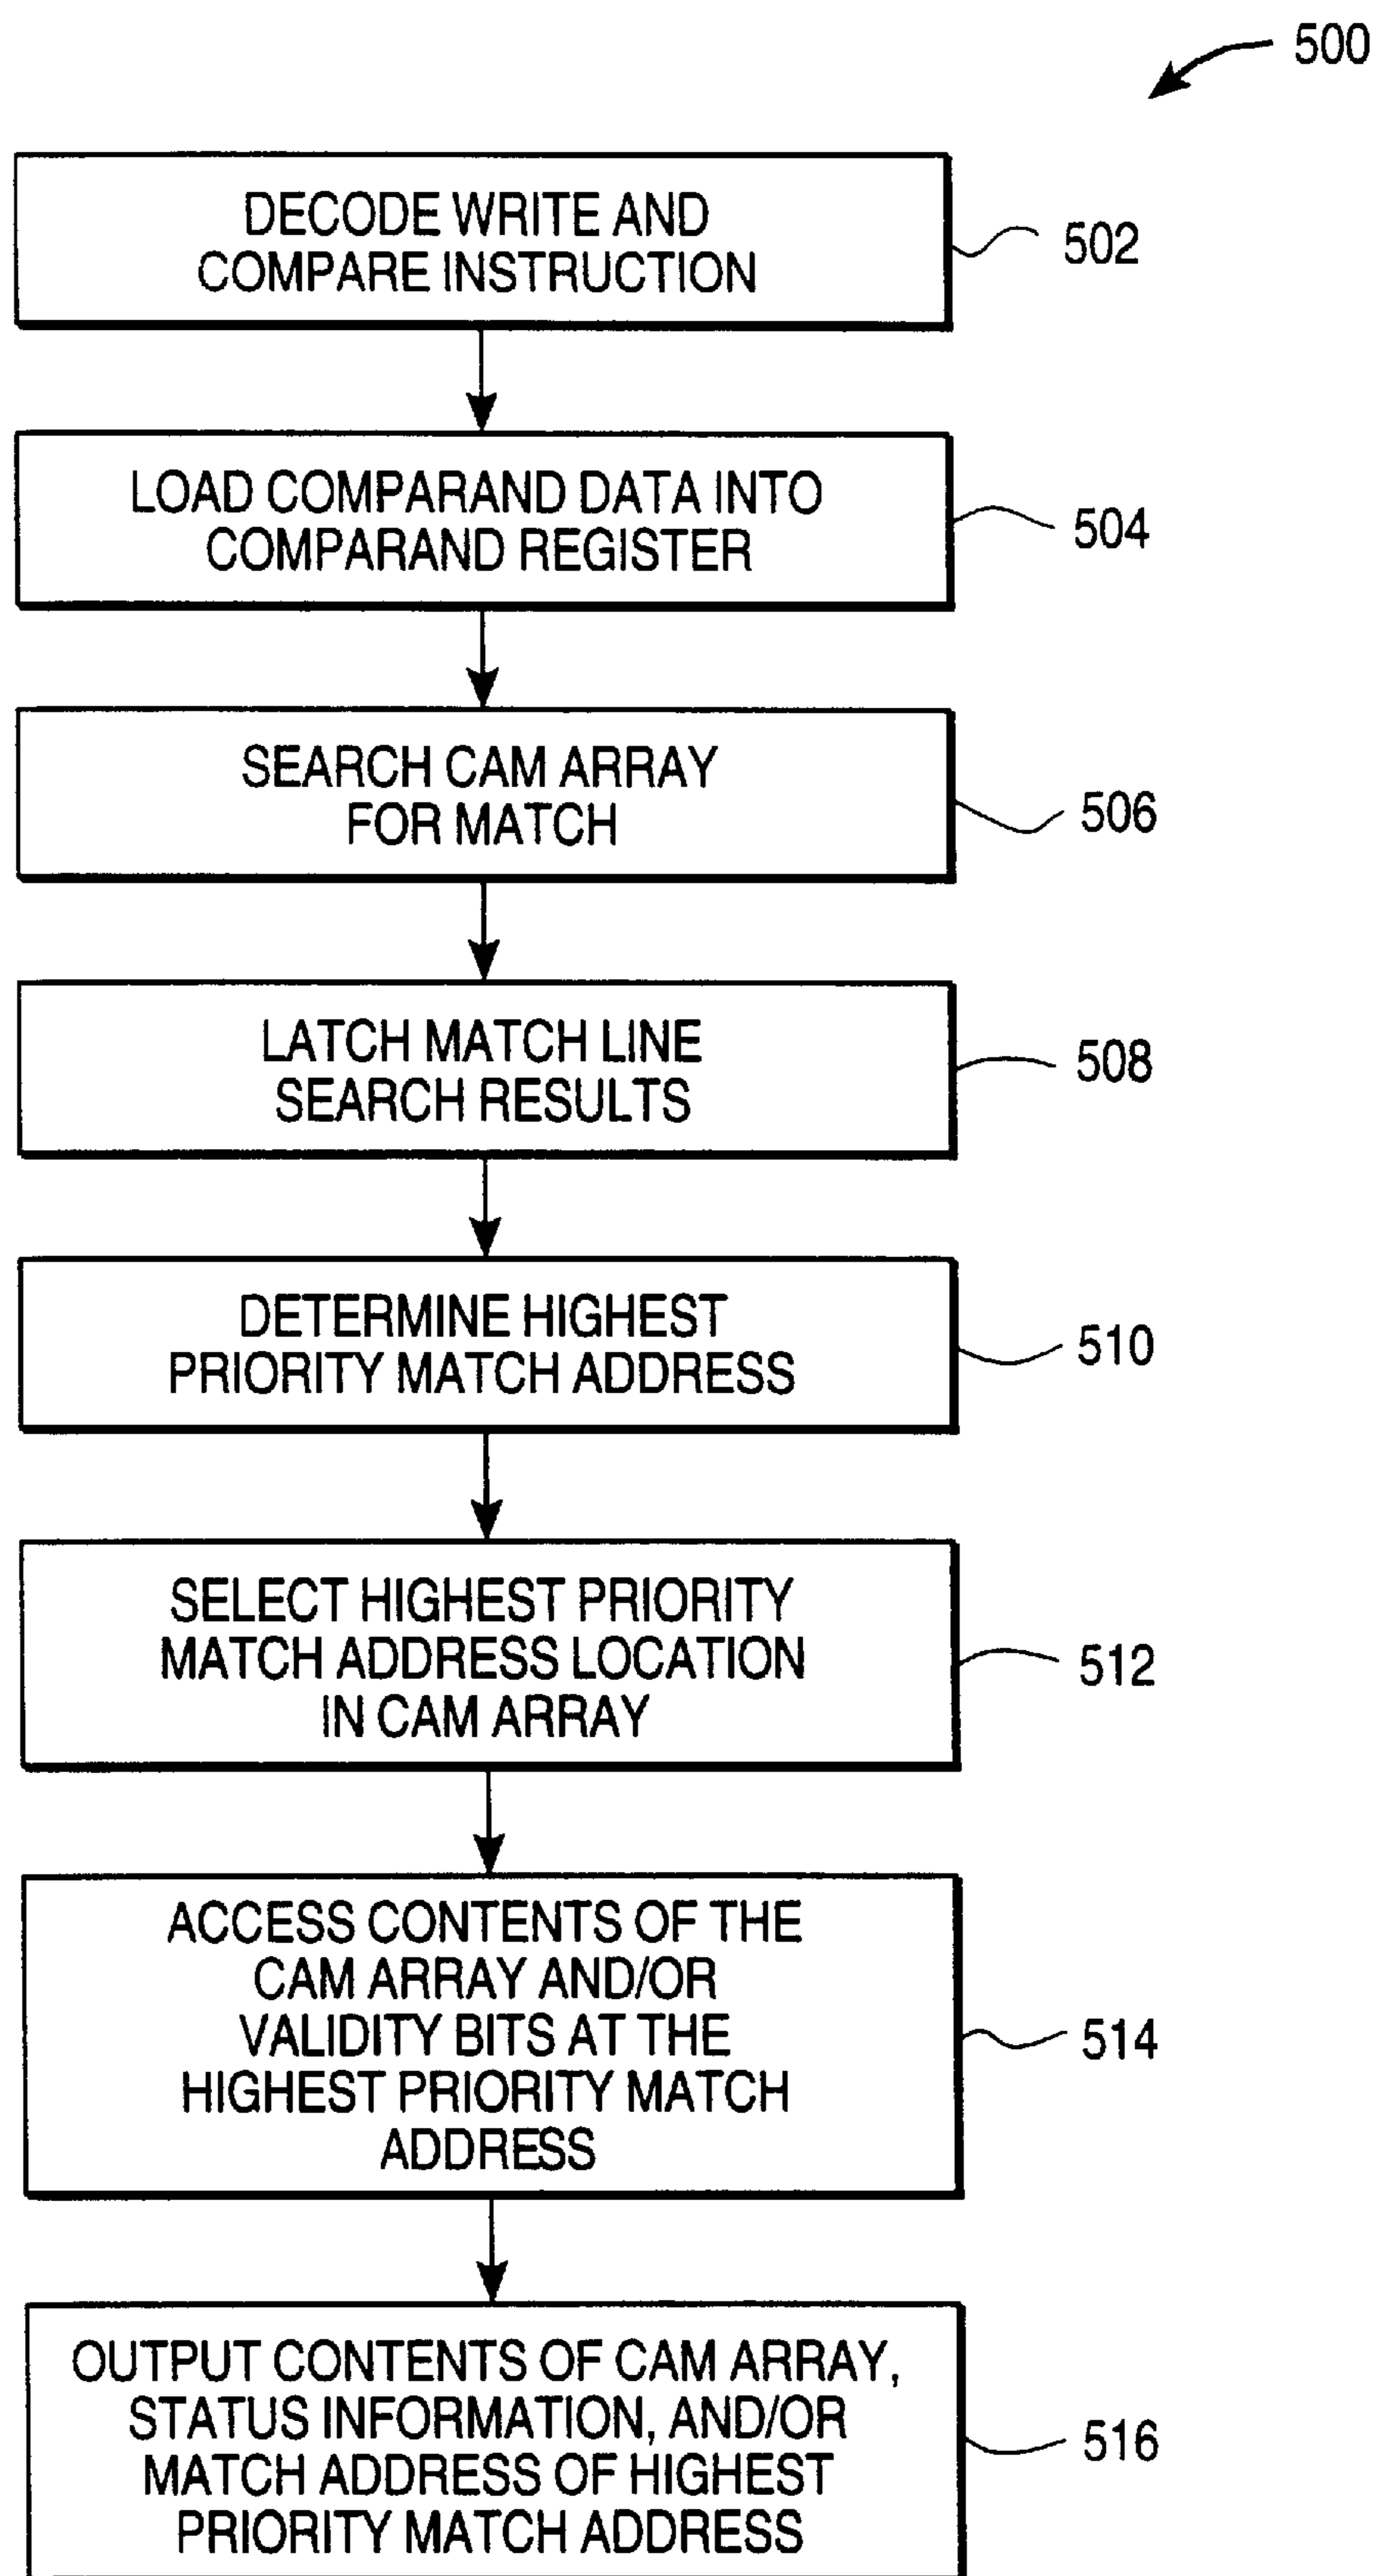 500
DECODE WRITE AND
COMPARE INSTRUCTION
502
LOAD COMPARAND DATA INTO
COMPARAND REGISTER
504
SEARCH CAM ARRAY
FOR MATCH
506
LATCH MATCH LINE
SEARCH RESULTS
508
DETERMINE HIGHEST
PRIORITY MATCH ADDRESS
510
SELECT HIGHEST PRIORITY
MATCH ADDRESS LOCATION
IN CAM ARRAY
512
ACCESS CONTENTS OF THE
CAM ARRAY AND/OR
VALIDITY BITS AT THE
HIGHEST PRIORITY MATCH
ADDRESS
514
OUTPUT CONTENTS OF CAM ARRAY,
STATUS INFORMATION, AND/OR
MATCH ADDRESS OF HIGHEST
PRIORITY MATCH ADDRESS
516